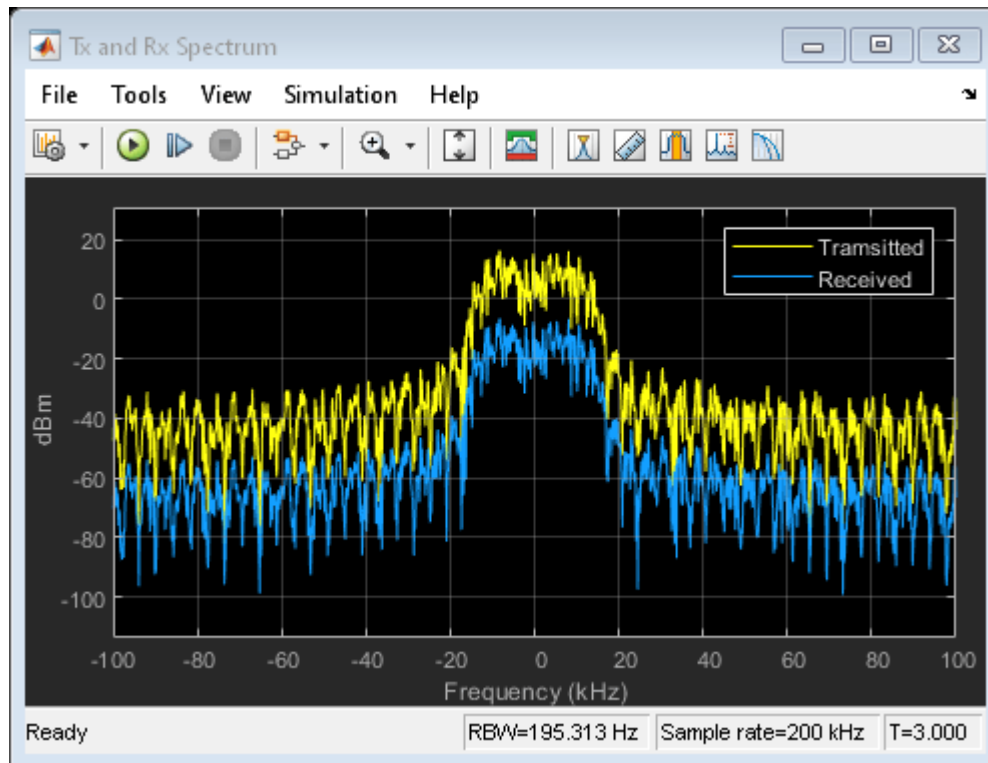 Tx and Rx Spectrum
File Tools View Simulation Help
Tramsitted
Received
20
0
-20
-40
-60
-80
-100
dBm
-100 -80 -60 -40 -20 0 20 40 60 80 100
Frequency (kHz)
Ready RBW=195.313 Hz Sample rate=200 kHz T=3.000